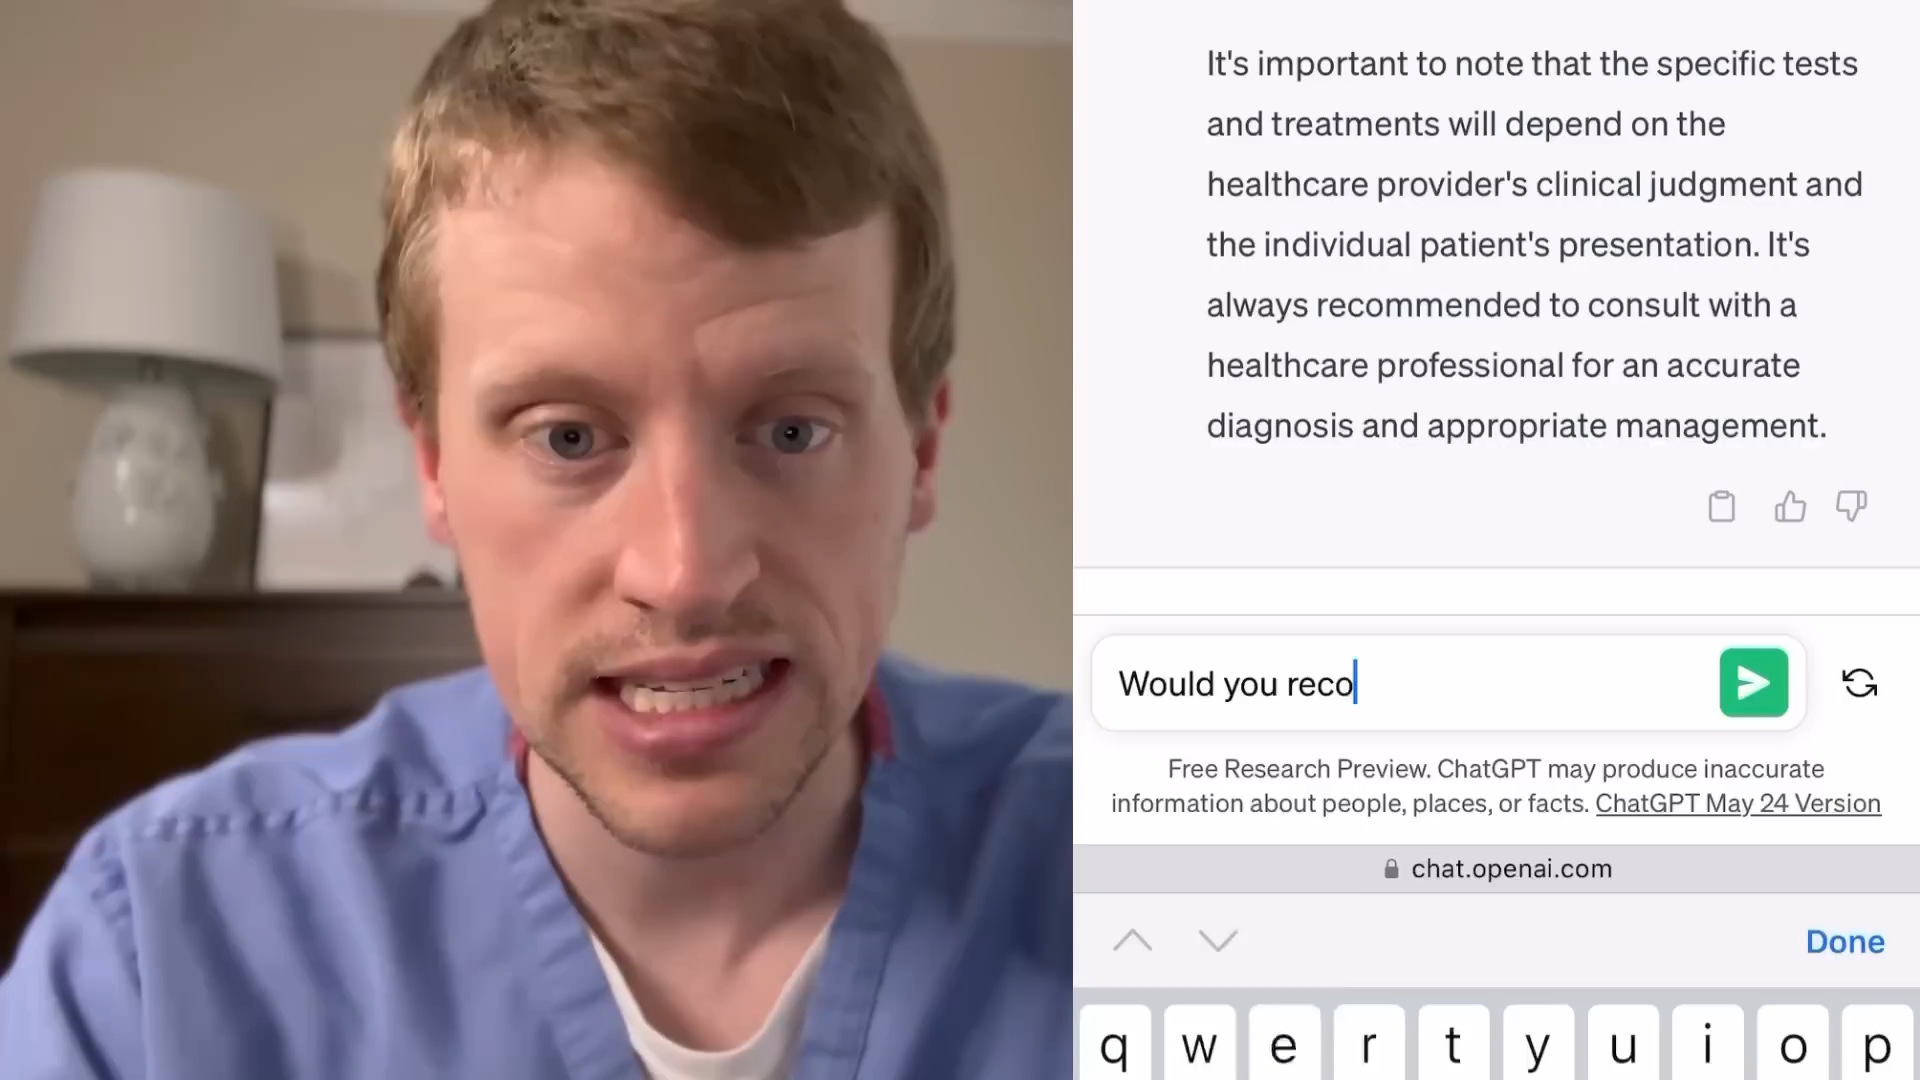 It's important to note that the specific tests
and treatments will depend on the
healthcare provider's clinical judgment and
the individual patient's presentation. It's
always recommended to consult with a
healthcare professional for an accurate
diagnosis and appropriate management.
Would you reco
Free Research Preview. ChatGPT may produce inaccurate
information about people, places, or facts. ChatGPT May 24 Version
chat.openai.com
Done
q w e r t y u i o p